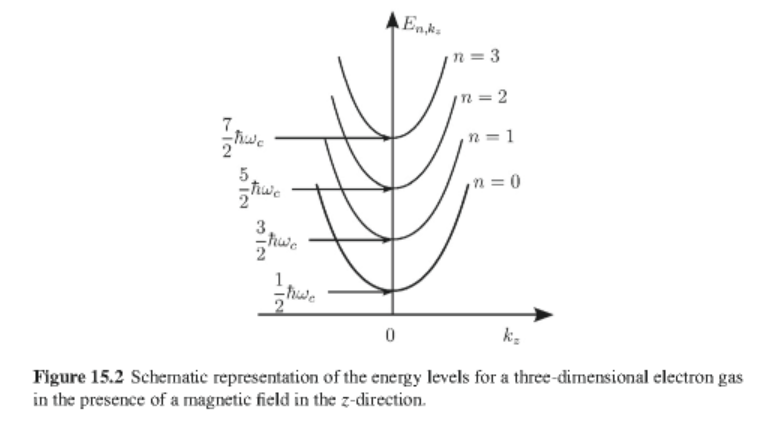 E_{n,k_z}
n = 3
n = 2
7/2 ħω_c
n = 1
5/2 ħω_c
n = 0
3/2 ħω_c
1/2 ħω_c
0
k_z
Figure 15.2 Schematic representation of the energy levels for a three-dimensional electron gas
in the presence of a magnetic field in the z-direction.